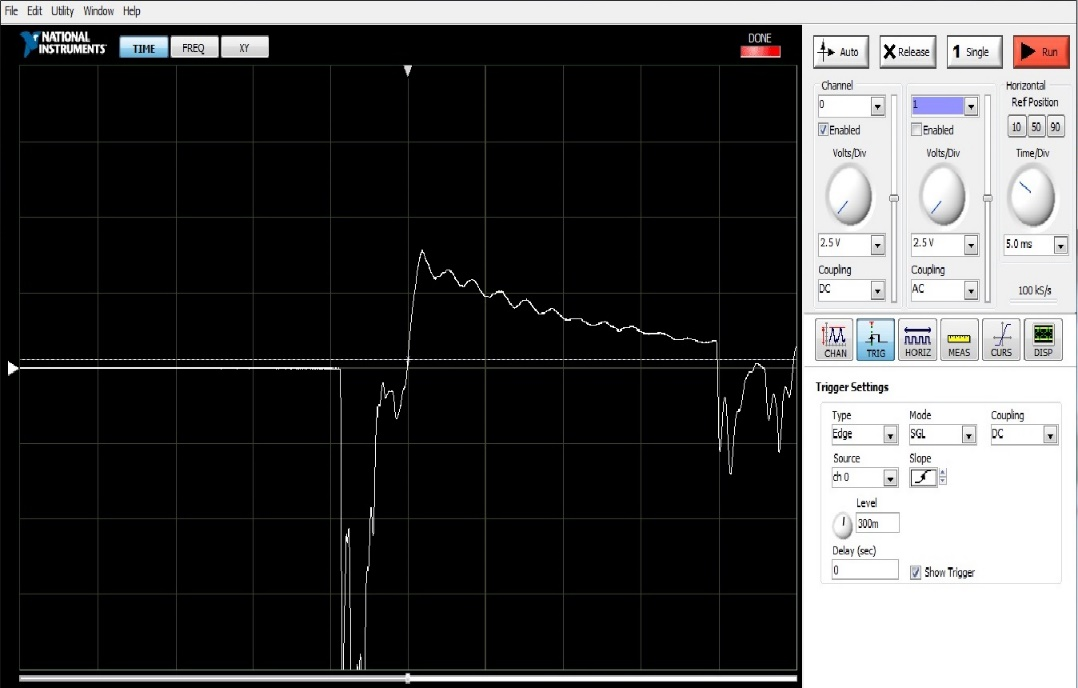 File Edit Utility Window Help
NATIONAL
INSTRUMENTS
TIME FREQ XY
DONE
Auto Release 1 Single Run
Channel
0
Enabled
Volts/Div
2.5 V
Coupling
DC
1
Enabled
Volts/Div
2.5 V
Coupling
AC
Horizontal
Ref Position
10 50 90
Time/Div
5.0 ms
100 kS/s
CHAN TRIG HORIZ MEAS CURS DISP
Trigger Settings
Type Mode Coupling
Edge SGL DC
Source Slope
ch 0
Level
300m
Delay (sec)
0
Show Trigger